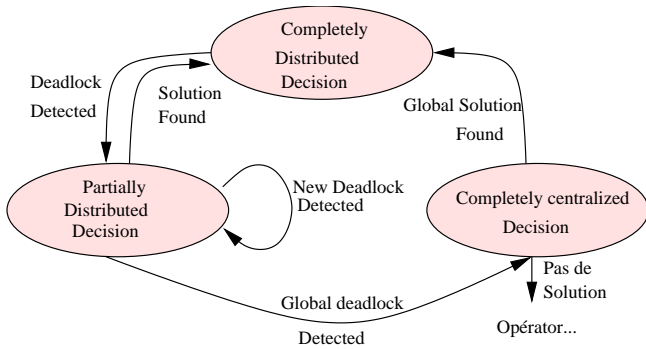 Completely
Distributed
Decision
Deadlock
Detected
Solution
Found
Global Solution
Found
Partially
Distributed
Decision
New Deadlock
Detected
Completely centralized
Decision
Global deadlock
Detected
Pas de
Solution
Opérator...